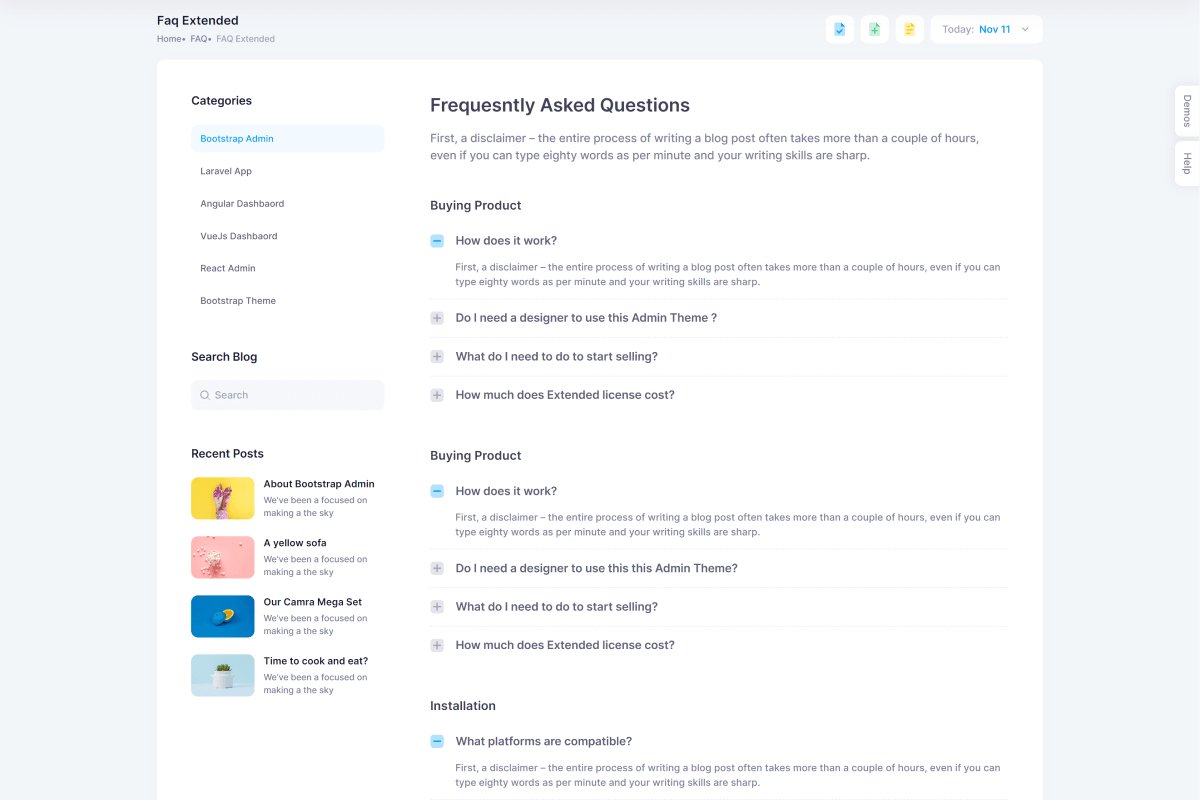 Faq Extended
Home• FAQ• FAQ Extended
Today: Nov 11
Demos
Help
Categories
Bootstrap Admin
Laravel App
Angular Dashbaord
VueJs Dashbaord
React Admin
Bootstrap Theme
Search Blog
Search
Recent Posts
About Bootstrap Admin
We've been a focused on
making a the sky
A yellow sofa
We've been a focused on
making a the sky
Our Camra Mega Set
We've been a focused on
making a the sky
Time to cook and eat?
We've been a focused on
making a the sky
Frequesntly Asked Questions
First, a disclaimer – the entire process of writing a blog post often takes more than a couple of hours,
even if you can type eighty words as per minute and your writing skills are sharp.
Buying Product
How does it work?
First, a disclaimer – the entire process of writing a blog post often takes more than a couple of hours, even if you can
type eighty words as per minute and your writing skills are sharp.
Do I need a designer to use this Admin Theme ?
What do I need to do to start selling?
How much does Extended license cost?
Buying Product
How does it work?
First, a disclaimer – the entire process of writing a blog post often takes more than a couple of hours, even if you can
type eighty words as per minute and your writing skills are sharp.
Do I need a designer to use this this Admin Theme?
What do I need to do to start selling?
How much does Extended license cost?
Installation
What platforms are compatible?
First, a disclaimer – the entire process of writing a blog post often takes more than a couple of hours, even if you can
type eighty words as per minute and your writing skills are sharp.